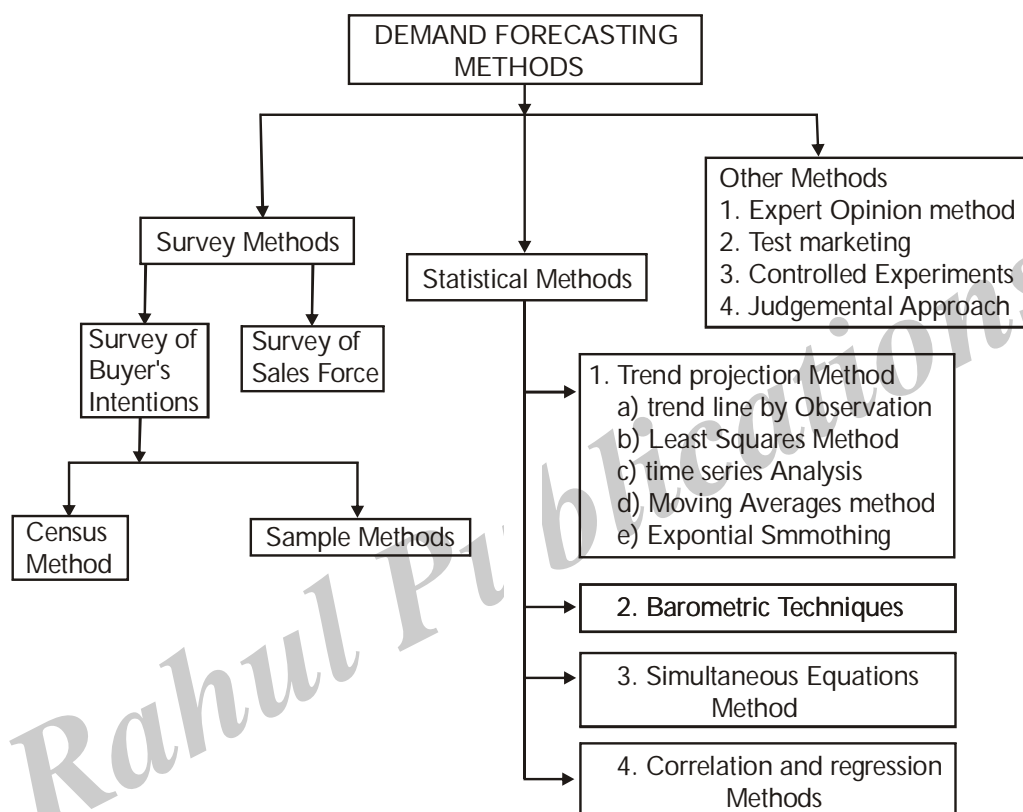 DEMAND FORECASTING
METHODS
Survey Methods
Survey of
Buyer's
Intentions
Survey of
Sales Force
Census
Method
Sample Methods
Statistical Methods
1. Trend projection Method
a) trend line by Observation
b) Least Squares Method
c) time series Analysis
d) Moving Averages method
e) Expontial Smmothing
2. Barometric Techniques
3. Simultaneous Equations
Method
4. Correlation and regression
Methods
Other Methods
1. Expert Opinion method
2. Test marketing
3. Controlled Experiments
4. Judgemental Approach
Rahul Publications